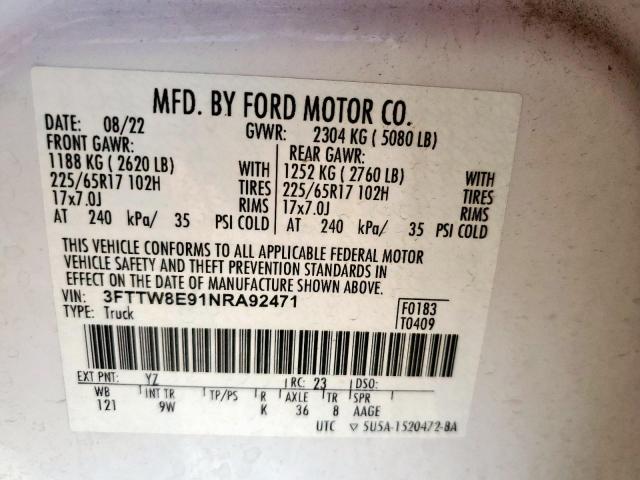 MFD. BY FORD MOTOR CO.
DATE: 08/22 GVWR: 2304 KG ( 5080 LB)
FRONT GAWR: REAR GAWR:
1188 KG ( 2620 LB) WITH 1252 KG ( 2760 LB) WITH
225/65R17 102H TIRES 225/65R17 102H TIRES
17x7.0J RIMS 17x7.0J RIMS
AT 240 kPa/ 35 PSI COLD AT 240 kPa/ 35 PSI COLD
THIS VEHICLE CONFORMS TO ALL APPLICABLE FEDERAL MOTOR
VEHICLE SAFETY AND THEFT PREVENTION STANDARDS IN
EFFECT ON THE DATE OF MANUFACTURE SHOWN ABOVE.
VIN: 3FTTW8E91NRA92471 F0183
TYPE: Truck T0409
EXT PNT: YZ RC: 23 DSO:
WB INT TR TP/PS R AXLE TR SPR
121 9W K 36 8 AAGE
UTC ▽ 5U5A-1520472-BA